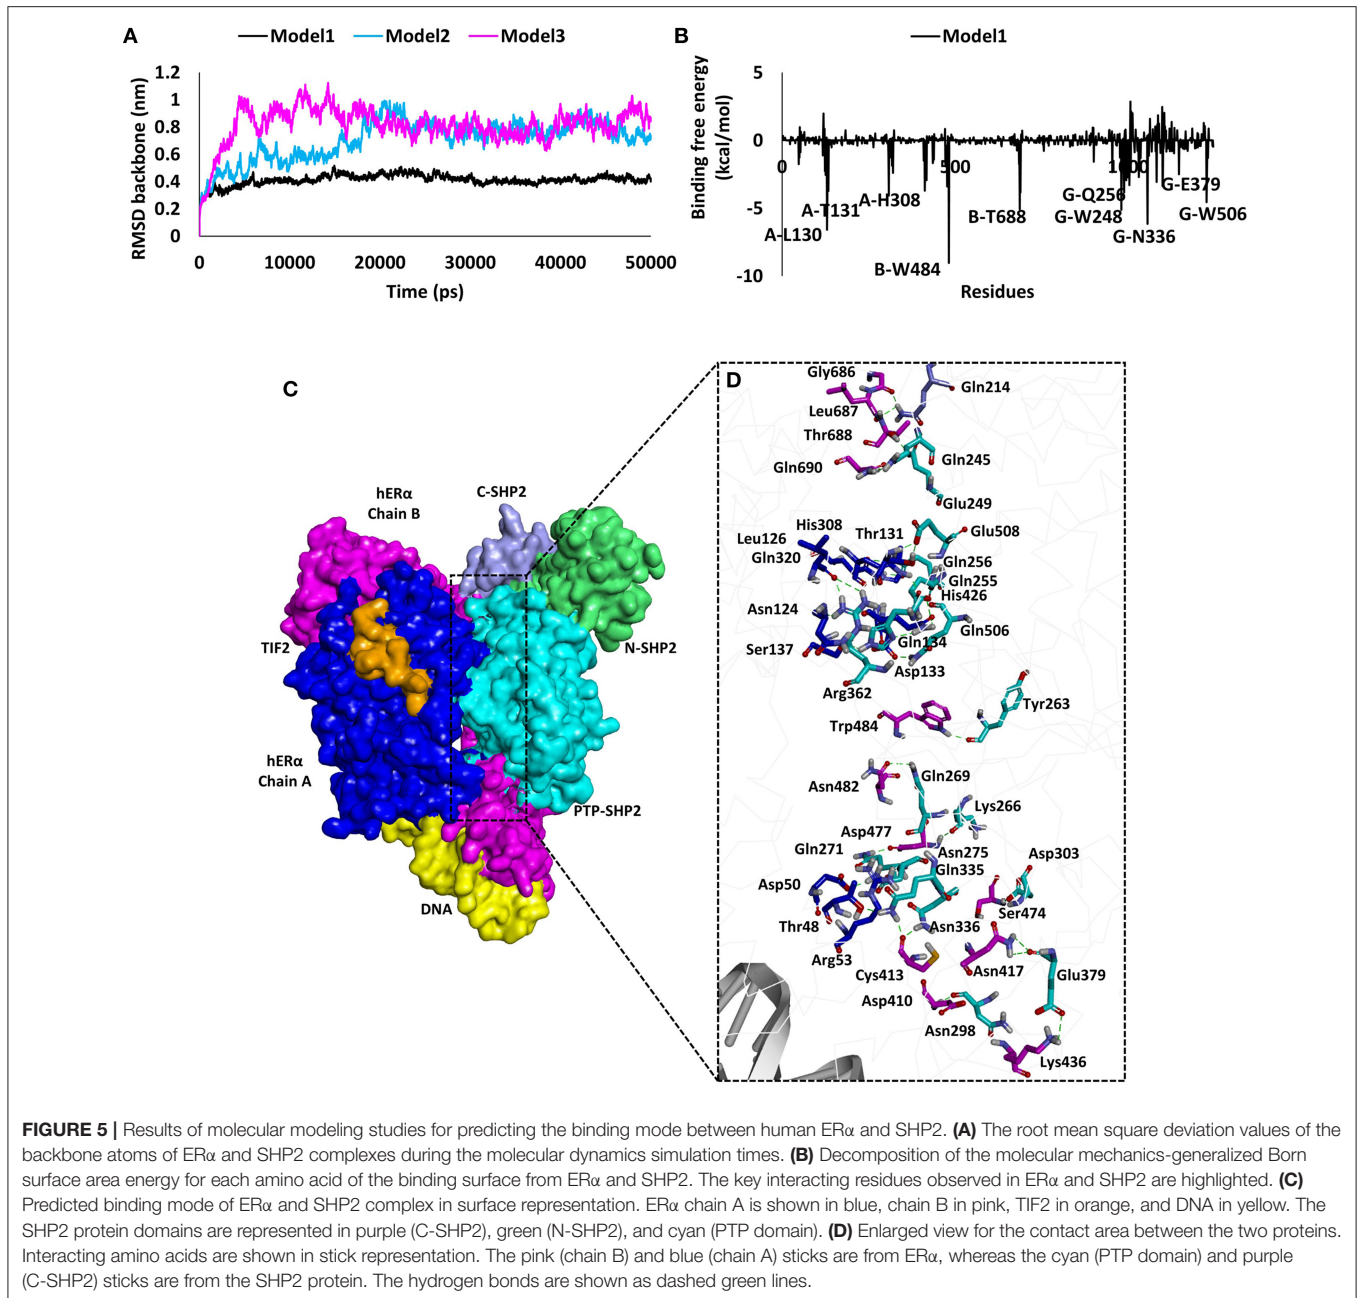 A
Model1 Model2 Model3
RMSD backbone (nm)
1.2
1
0.8
0.6
0.4
0.2
0
0 10000 20000 30000 40000 50000
Time (ps)
B
Model1
Binding free energy
(kcal/mol)
5
0
-5
-10
0 500 1000
A-L130
A-T131
A-H308
B-W484
B-T688
G-Q256
G-W248
G-N336
G-E379
G-W506
Residues
C
hERα
Chain B
C-SHP2
TIF2
N-SHP2
hERα
Chain A
PTP-SHP2
DNA
D
Gly686
Gln214
Leu687
Thr688
Gln690
Gln245
Glu249
His308
Thr131
Glu508
Leu126
Gln320
Gln256
Gln255
His426
Asn124
Gln506
Ser137
Gln134
Asp133
Arg362
Trp484
Tyr263
Asn482
Gln269
Lys266
Asp477
Gln271
Asn275
Asp303
Gln335
Asp50
Ser474
Thr48
Asn336
Arg53
Cys413
Asn417
Glu379
Asp410
Asn298
Lys436
FIGURE 5 | Results of molecular modeling studies for predicting the binding mode between human ERα and SHP2. (A) The root mean square deviation values of the
backbone atoms of ERα and SHP2 complexes during the molecular dynamics simulation times. (B) Decomposition of the molecular mechanics-generalized Born
surface area energy for each amino acid of the binding surface from ERα and SHP2. The key interacting residues observed in ERα and SHP2 are highlighted. (C)
Predicted binding mode of ERα and SHP2 complex in surface representation. ERα chain A is shown in blue, chain B in pink, TIF2 in orange, and DNA in yellow. The
SHP2 protein domains are represented in purple (C-SHP2), green (N-SHP2), and cyan (PTP domain). (D) Enlarged view for the contact area between the two proteins.
Interacting amino acids are shown in stick representation. The pink (chain B) and blue (chain A) sticks are from ERα, whereas the cyan (PTP domain) and purple
(C-SHP2) sticks are from the SHP2 protein. The hydrogen bonds are shown as dashed green lines.